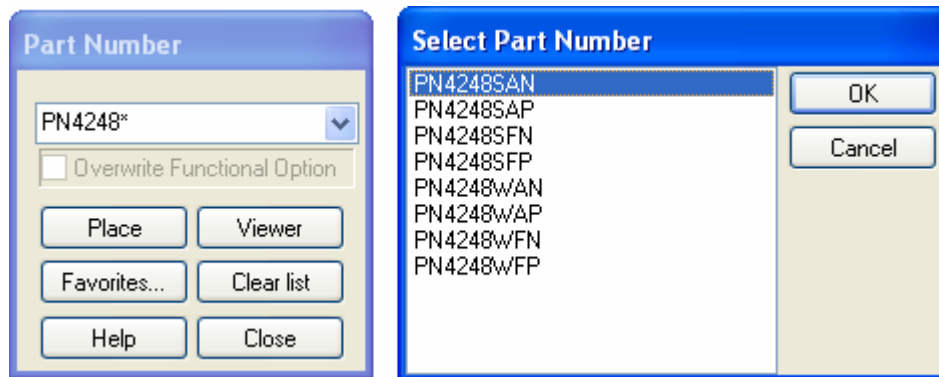 Part Number
PN4248*
Overwrite Functional Option
Place
Viewer
Favorites...
Clear list
Help
Close
Select Part Number
PN4248SAN
PN4248SAP
PN4248SFN
PN4248SFP
PN4248WAN
PN4248WAP
PN4248WFN
PN4248WFP
OK
Cancel